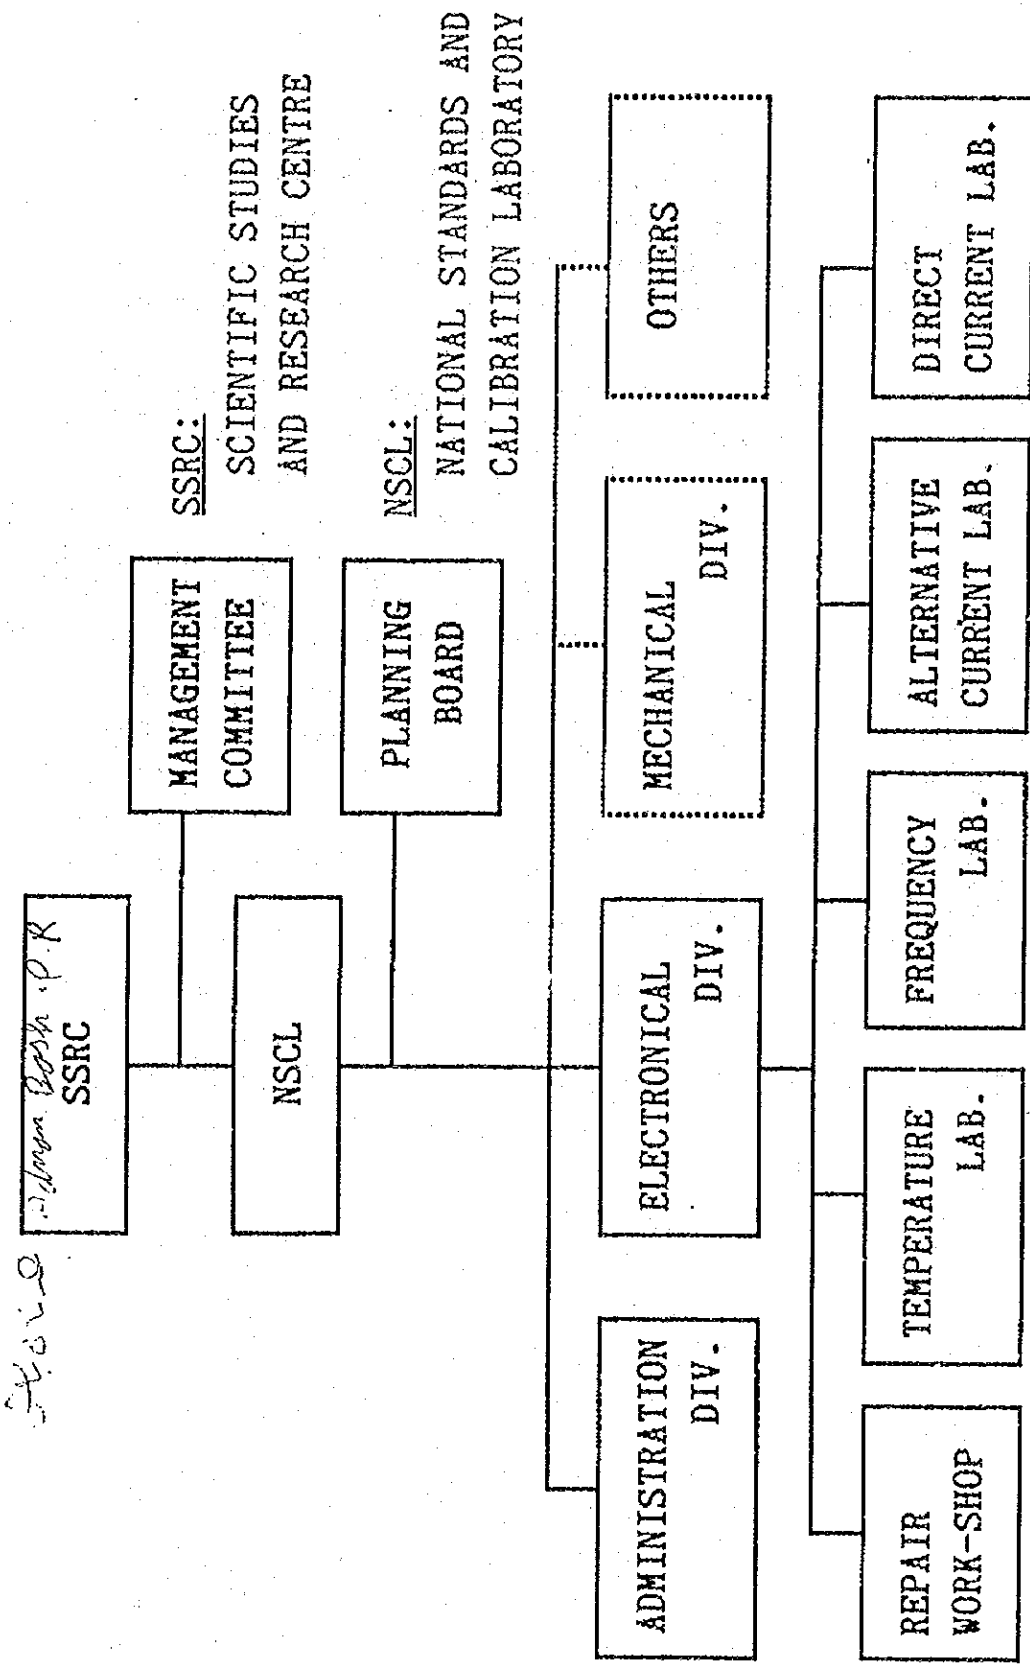 SSRC
MANAGEMENT
COMMITTEE
SSRC:
SCIENTIFIC STUDIES
AND RESEARCH CENTRE
NSCL
PLANNING
BOARD
NSCL:
NATIONAL STANDARDS AND
CALIBRATION LABORATORY
ADMINISTRATION
DIV.
ELECTRONICAL
DIV.
MECHANICAL
DIV.
OTHERS
REPAIR
WORK-SHOP
TEMPERATURE
LAB.
FREQUENCY
LAB.
ALTERNATIVE
CURRENT LAB.
DIRECT
CURRENT LAB.